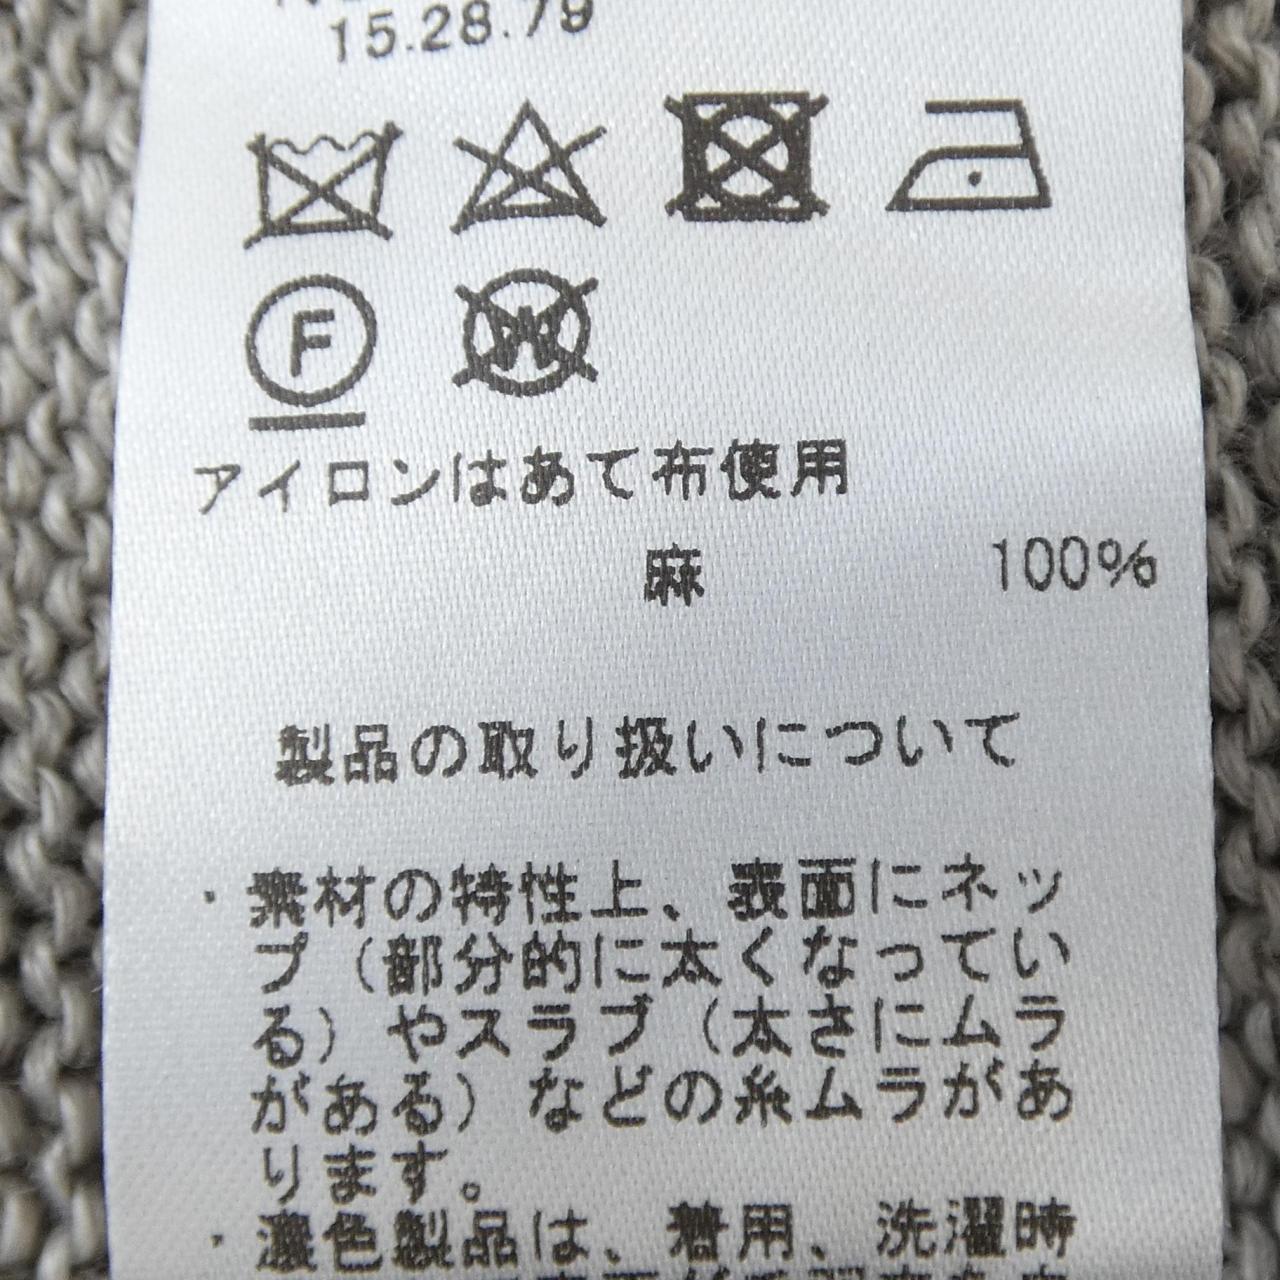 15.28.79
F
W
アイロンはあて布使用
麻 100%
製品の取り扱いについて
・素材の特性上、表面にネッ
プ（部分的に太くなってい
る）やスラブ（太さにムラ
がある）などの糸ムラがあ
ります。
・濃色製品は、着用、洗濯時